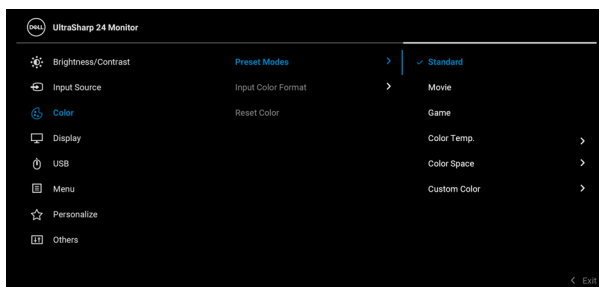 DELL UltraSharp 24 Monitor
Brightness/Contrast Preset Modes Standard
Input Source Input Color Format Movie
Color Reset Color Game
Display Color Temp.
USB Color Space
Menu Custom Color
Personalize
Others
Exit